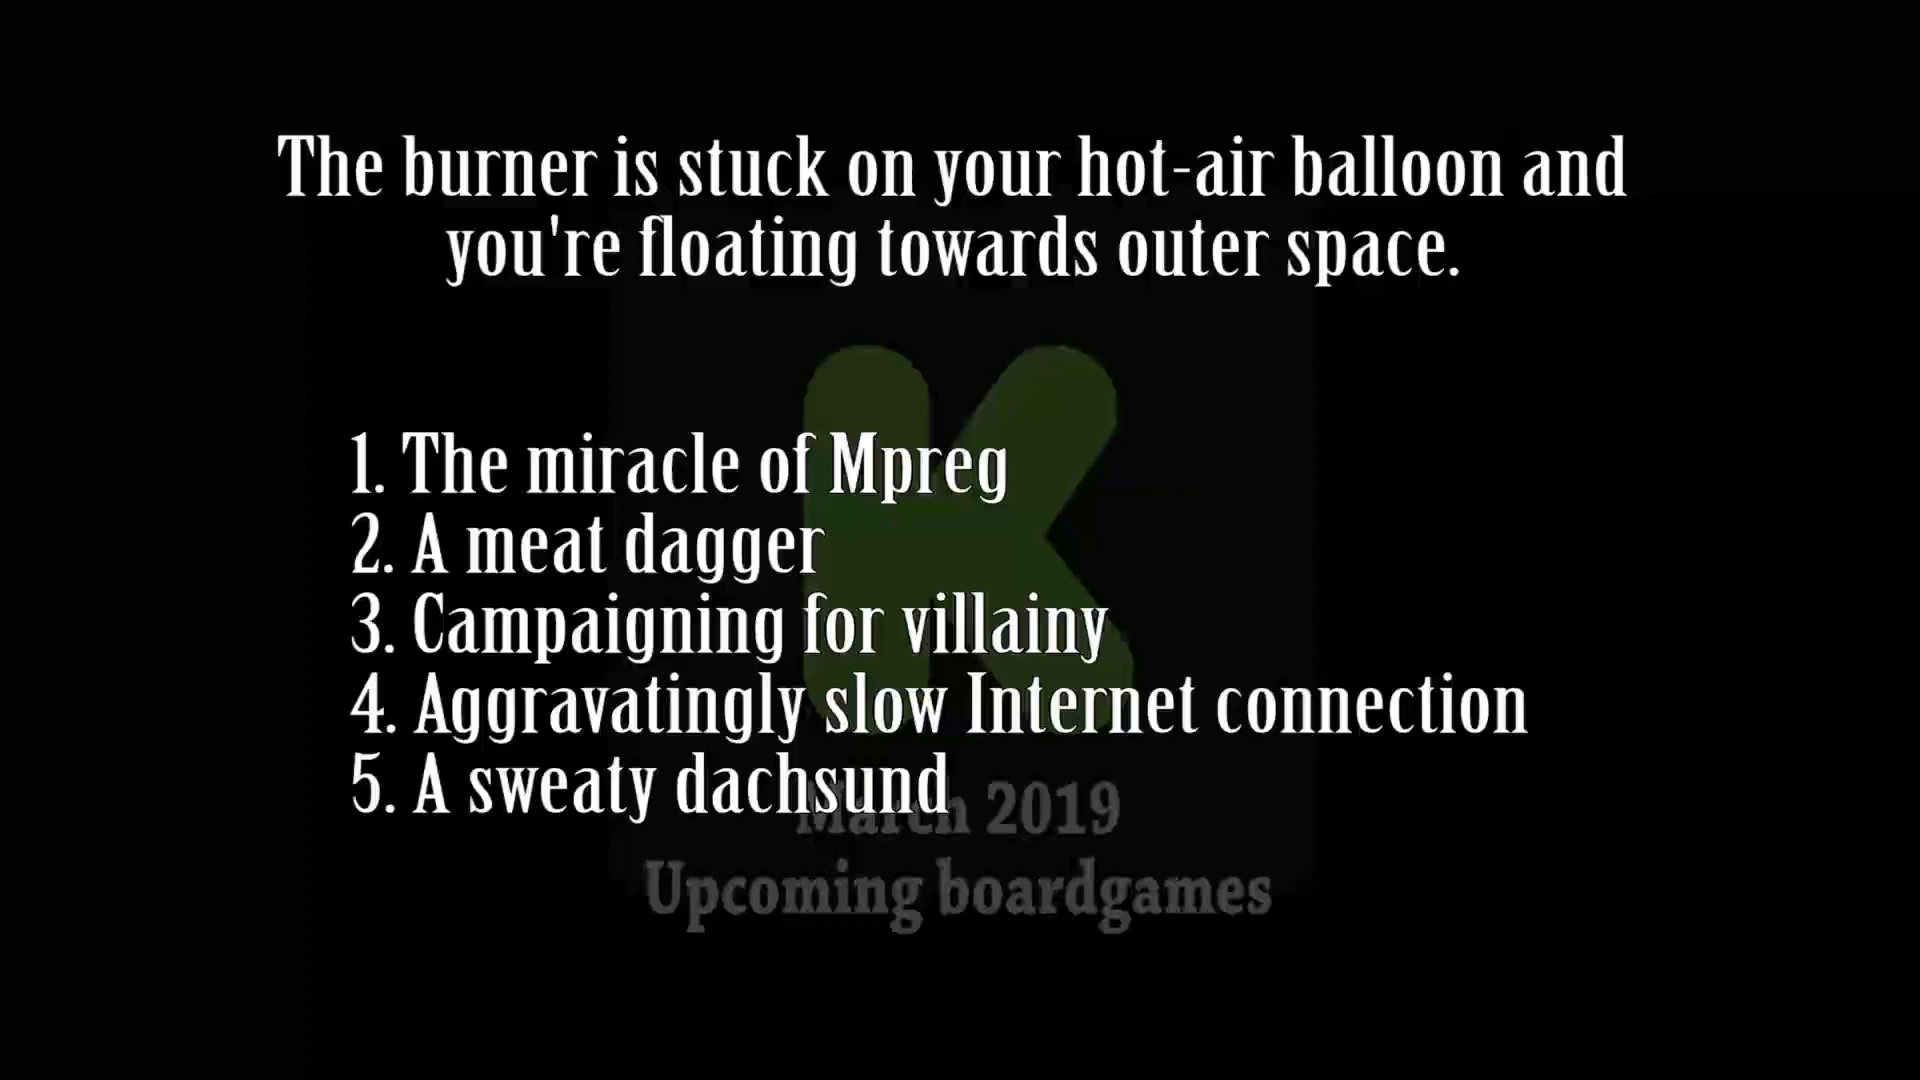 The burner is stuck on your hot-air balloon and
you're floating towards outer space.
1. The miracle of Mpreg
2. A meat dagger
3. Campaigning for villainy
4. Aggravatingly slow Internet connection
5. A sweaty dachsund
March 2019
Upcoming boardgames